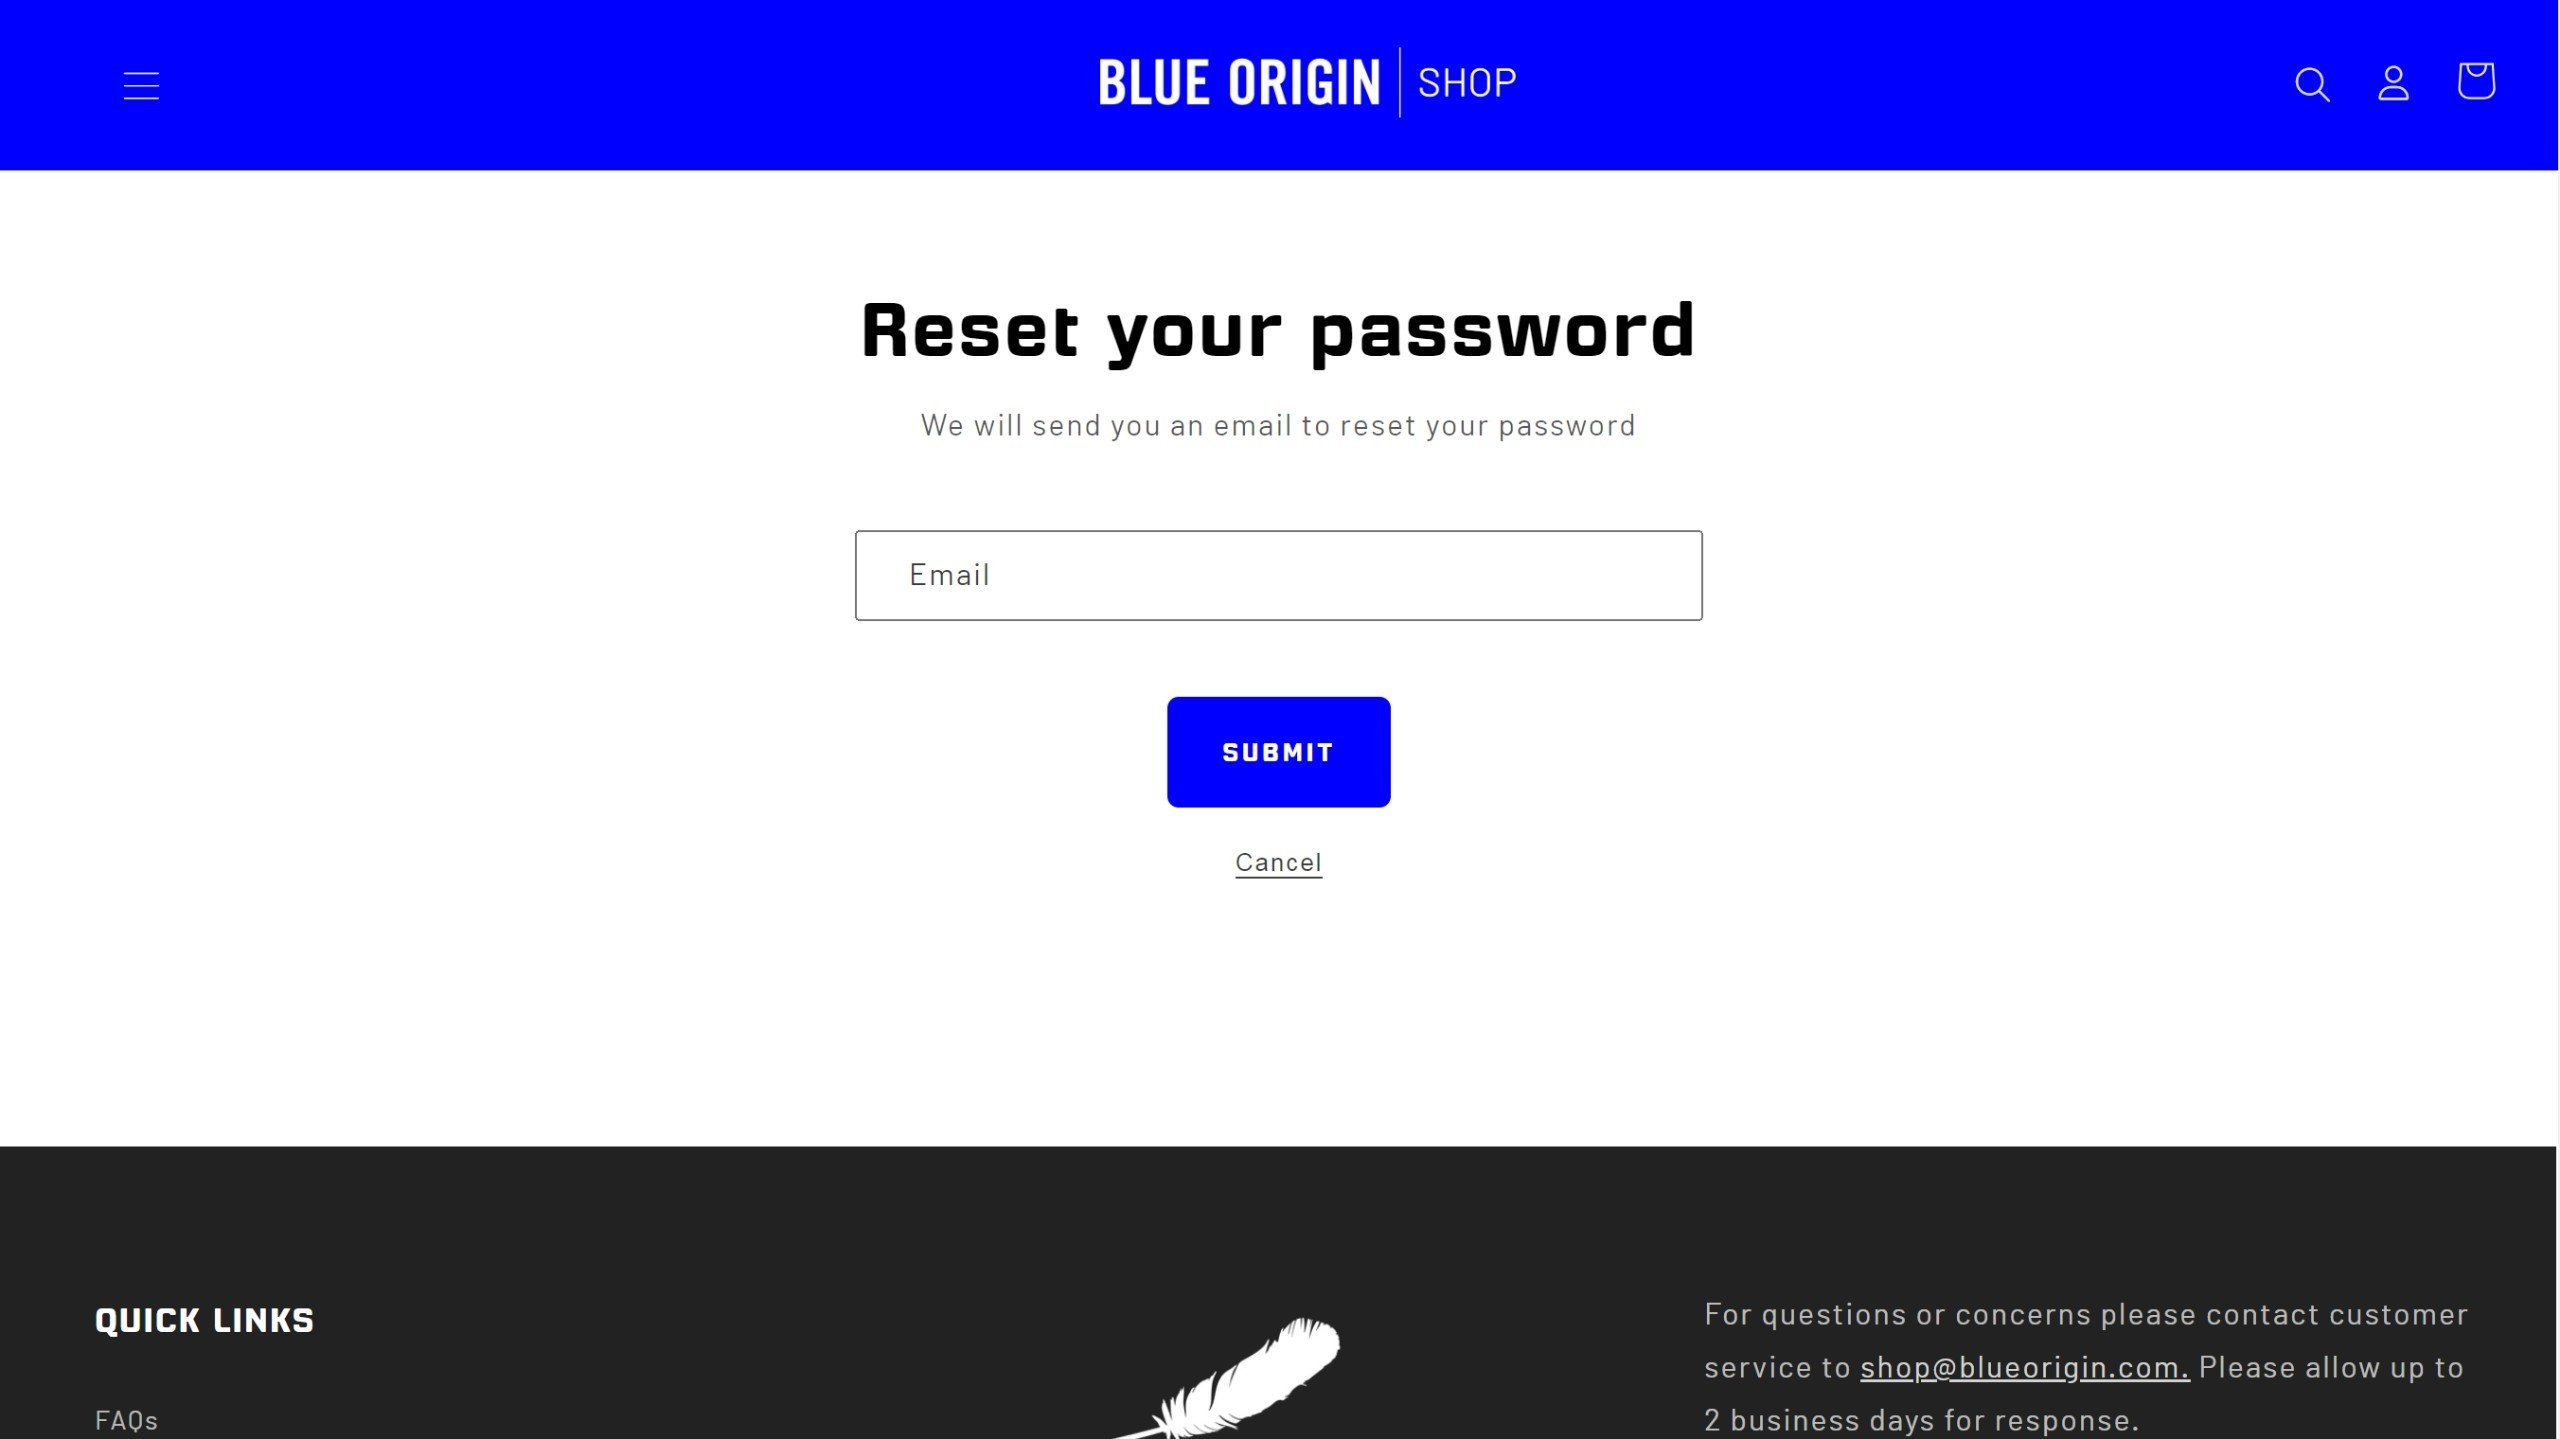 BLUE ORIGIN SHOP
Reset your password
We will send you an email to reset your password
Email
SUBMIT
Cancel
QUICK LINKS
FAQs
For questions or concerns please contact customer
service to shop@blueorigin.com. Please allow up to
2 business days for response.